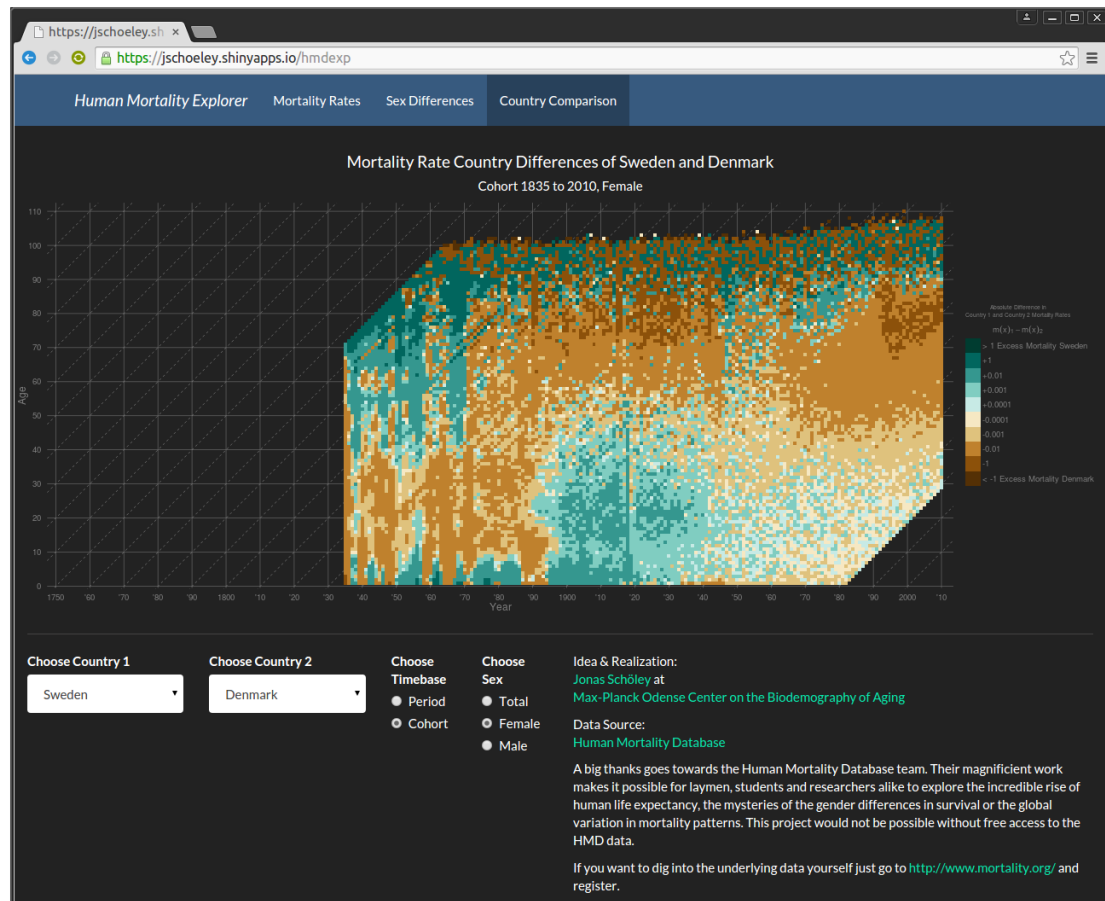 https://jschoeley.sh ×
https://jschoeley.shinyapps.io/hmdexp
Human Mortality Explorer Mortality Rates Sex Differences Country Comparison
Mortality Rate Country Differences of Sweden and Denmark
Cohort 1835 to 2010, Female
110
100
90
80
70
60
50
40
30
20
10
0
Age
1750 '60 '70 '80 '90 1800 '10 '20 '30 '40 '50 '60 '70 '80 '90 1900 '10 '20 '30 '40 '50 '60 '70 '80 '90 2000 '10
Year
Absolute Difference in
Country 1 and Country 2 Mortality Rates
m(x)₁ − m(x)₂
> 1 Excess Mortality Sweden
+1
+0.01
+0.001
+0.0001
-0.0001
-0.001
-0.01
-1
< -1 Excess Mortality Denmark
Choose Country 1
Sweden
Choose Country 2
Denmark
Choose
Timebase
Period
Cohort
Choose
Sex
Total
Female
Male
Idea & Realization:
Jonas Schöley at
Max-Planck Odense Center on the Biodemography of Aging
Data Source:
Human Mortality Database
A big thanks goes towards the Human Mortality Database team. Their magnificient work
makes it possible for laymen, students and researchers alike to explore the incredible rise of
human life expectancy, the mysteries of the gender differences in survival or the global
variation in mortality patterns. This project would not be possible without free access to the
HMD data.
If you want to dig into the underlying data yourself just go to http://www.mortality.org/ and
register.